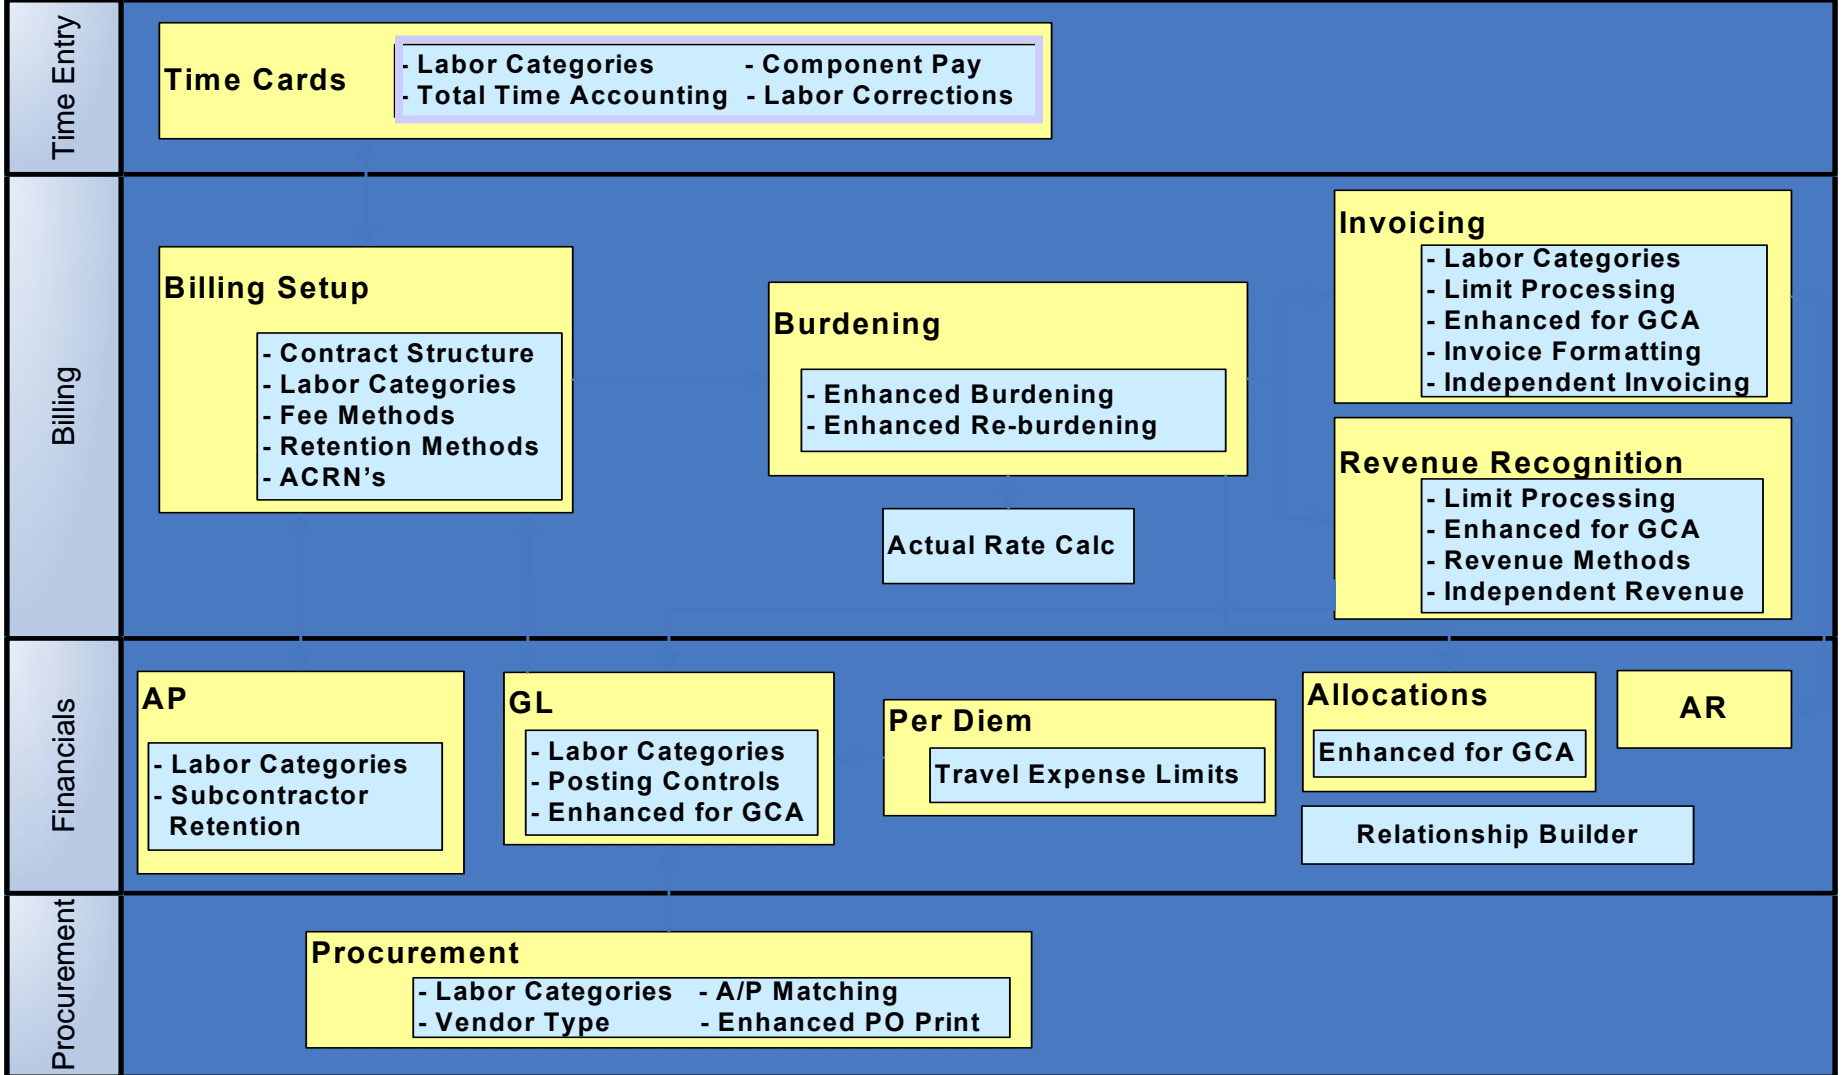 Time Entry
Time Cards
- Labor Categories - Component Pay
- Total Time Accounting - Labor Corrections
Billing
Billing Setup
- Contract Structure
- Labor Categories
- Fee Methods
- Retention Methods
- ACRN’s
Burdening
- Enhanced Burdening
- Enhanced Re-burdening
Actual Rate Calc
Invoicing
- Labor Categories
- Limit Processing
- Enhanced for GCA
- Invoice Formatting
- Independent Invoicing
Revenue Recognition
- Limit Processing
- Enhanced for GCA
- Revenue Methods
- Independent Revenue
Financials
AP
- Labor Categories
- Subcontractor
Retention
GL
- Labor Categories
- Posting Controls
- Enhanced for GCA
Per Diem
Travel Expense Limits
Allocations
Enhanced for GCA
AR
Relationship Builder
Procurement
Procurement
- Labor Categories - A/P Matching
- Vendor Type - Enhanced PO Print